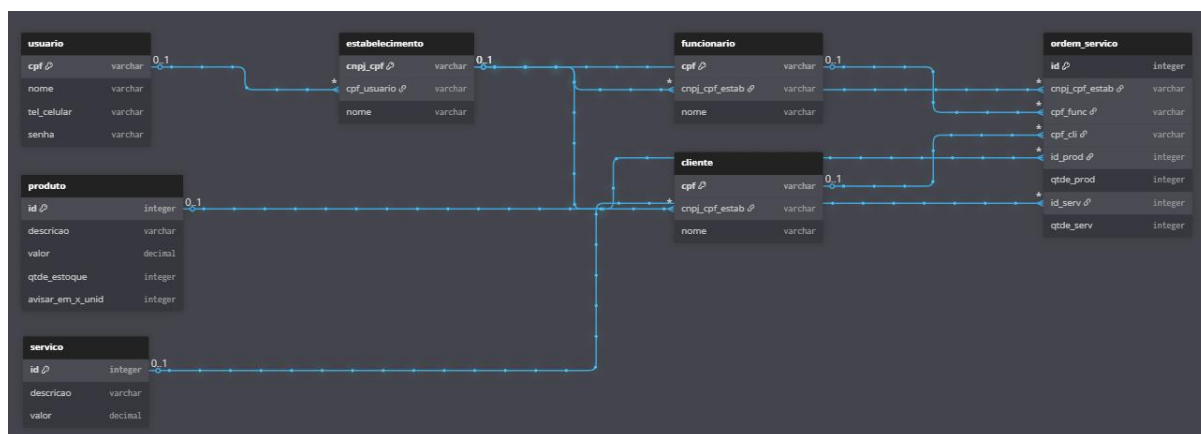 usuario
cpf varchar
nome varchar
tel_celular varchar
senha varchar
0..1
*
estabelecimento
cnpj_cpf varchar
cpf_usuario varchar
nome varchar
0..1
*
funcionario
cpf varchar
cnpj_cpf_estab varchar
nome varchar
0..1
*
ordem_servico
id integer
cnpj_cpf_estab varchar
cpf_func varchar
cpf_cli varchar
id_prod integer
qtde_prod integer
id_serv integer
qtde_serv integer
*
*
*
*
cliente
cpf varchar
cnpj_cpf_estab varchar
nome varchar
0..1
*
produto
id integer
descricao varchar
valor decimal
qtde_estoque integer
avisar_em_x_unid integer
0..1
servico
id integer
descricao varchar
valor decimal
0..1